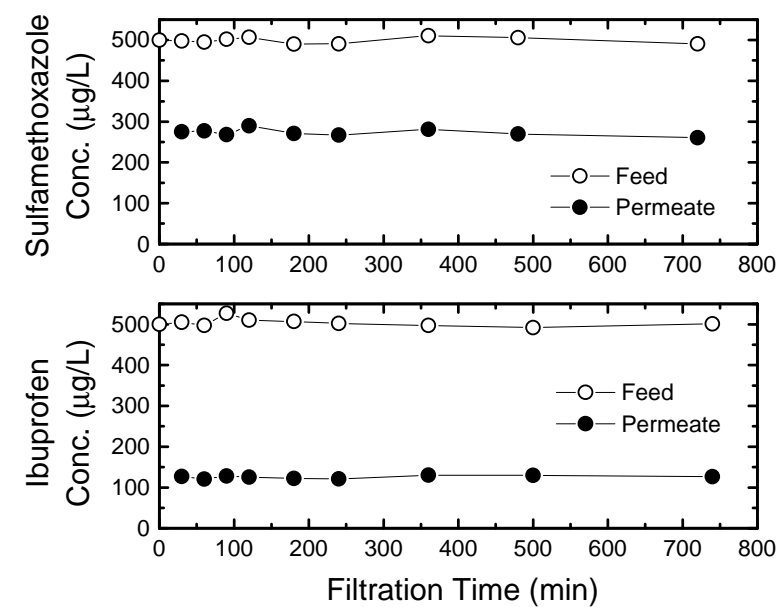 Sulfamethoxazole
Conc. (µg/L)
500
400
300
200
100
0
Feed
Permeate
0 100 200 300 400 500 600 700 800
Ibuprofen
Conc. (µg/L)
500
400
300
200
100
0
Feed
Permeate
0 100 200 300 400 500 600 700 800
Filtration Time (min)